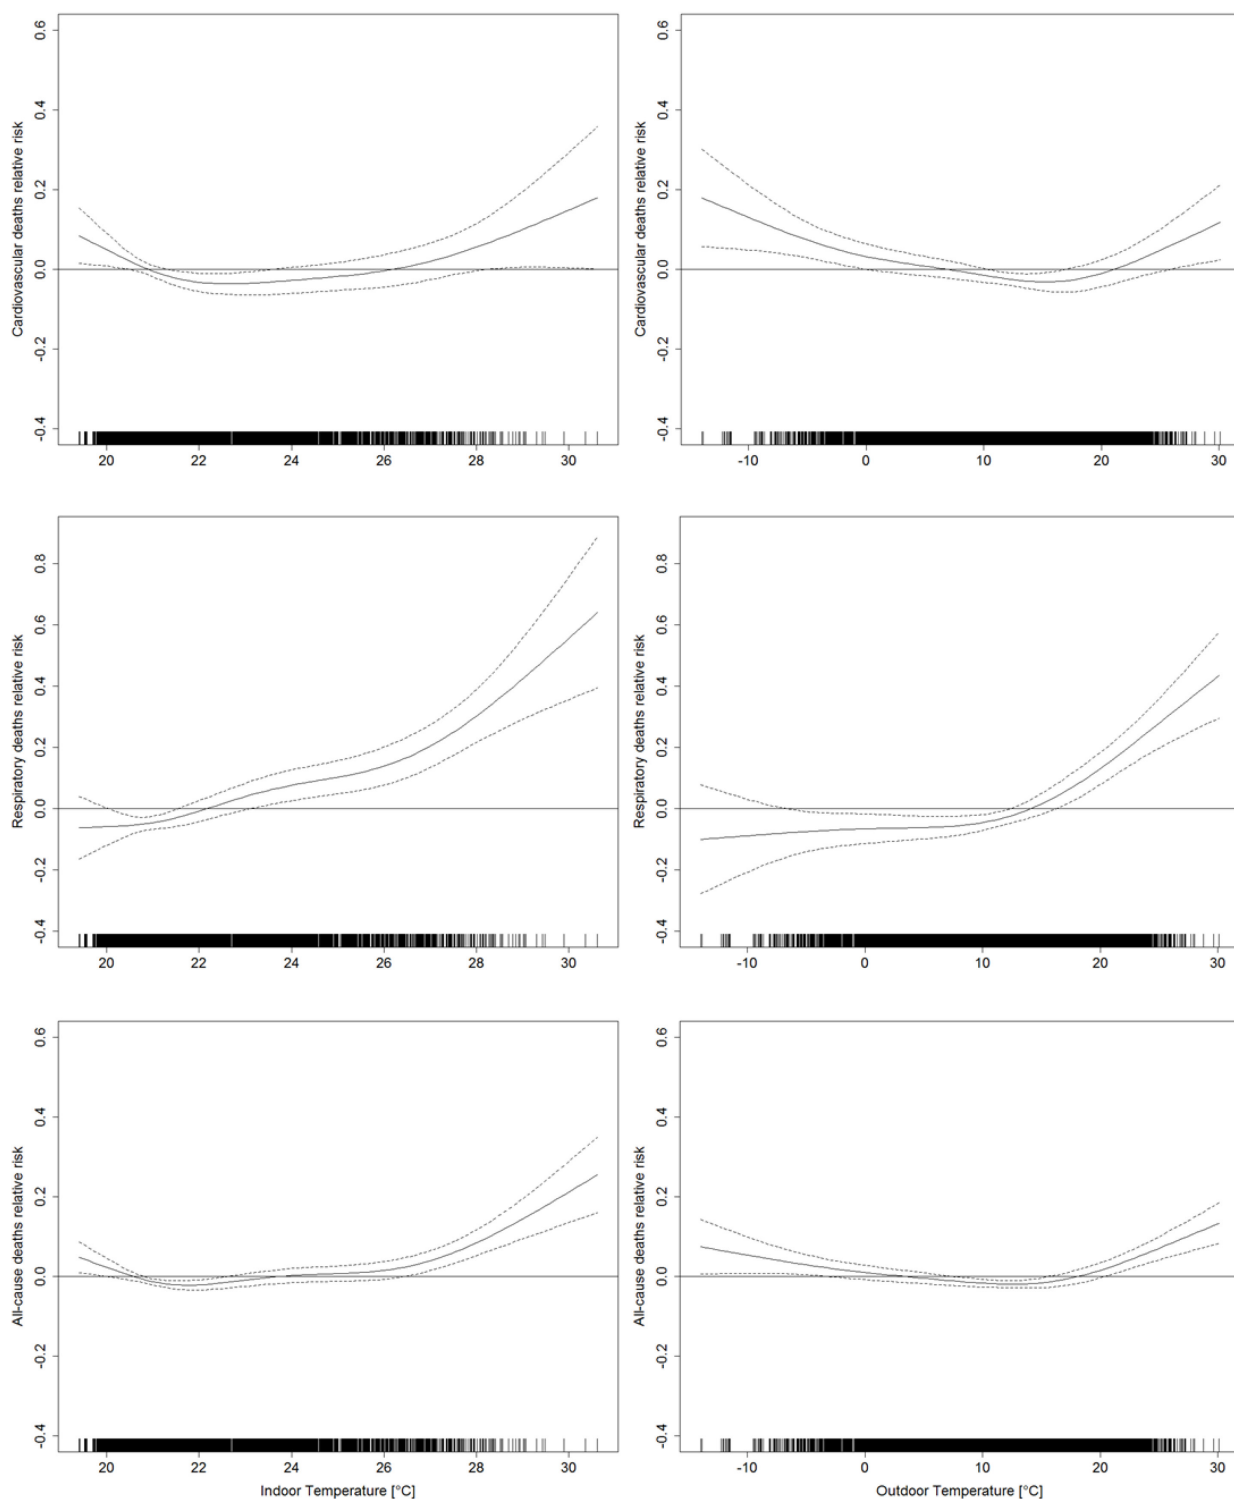 0.6
0.4
0.2
0.0
-0.2
-0.4
Cardiovascular deaths relative risk
20 22 24 26 28 30
0.6
0.4
0.2
0.0
-0.2
-0.4
Cardiovascular deaths relative risk
-10 0 10 20 30
0.8
0.6
0.4
0.2
0.0
-0.2
-0.4
Respiratory deaths relative risk
20 22 24 26 28 30
0.8
0.6
0.4
0.2
0.0
-0.2
-0.4
Respiratory deaths relative risk
-10 0 10 20 30
0.6
0.4
0.2
0.0
-0.2
-0.4
All-cause deaths relative risk
20 22 24 26 28 30
Indoor Temperature [°C]
0.6
0.4
0.2
0.0
-0.2
-0.4
All-cause deaths relative risk
-10 0 10 20 30
Outdoor Temperature [°C]